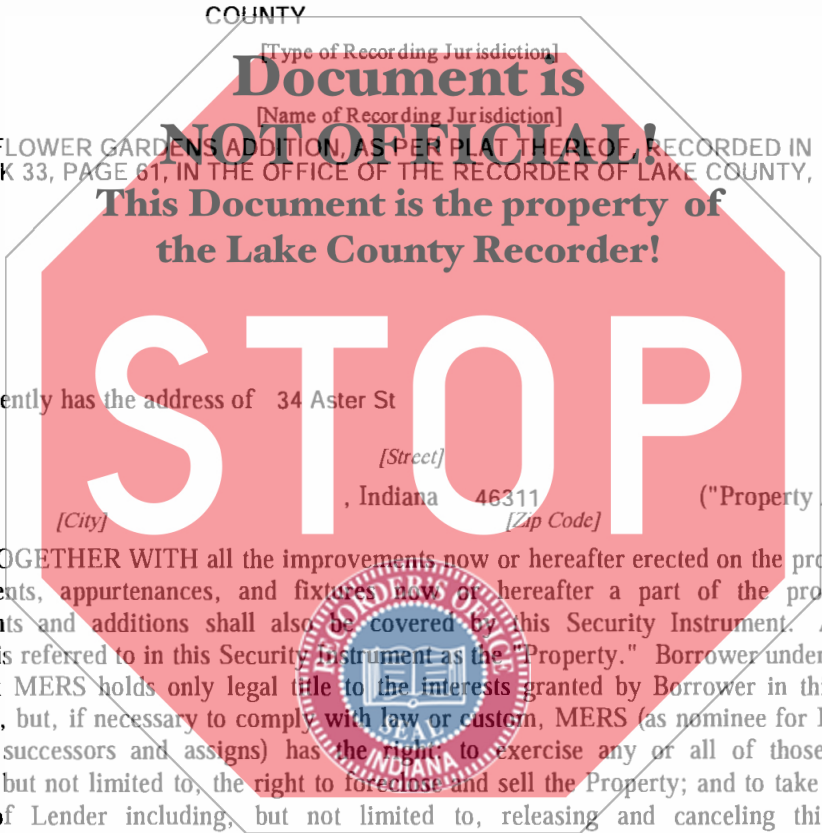 COUNTY
[Type of Recording Jurisdiction]
Document is
[Name of Recording Jurisdiction]
NOT OFFICIAL!
FLOWER GARDENS ADDITION, AS PER PLAT THEREOF, RECORDED IN
K 33, PAGE 61, IN THE OFFICE OF THE RECORDER OF LAKE COUNTY,
This Document is the property of
the Lake County Recorder!
STOP
ently has the address of 34 Aster St
[Street]
, Indiana 46311 ("Property
[City] [Zip Code]
OGETHER WITH all the improvements now or hereafter erected on the pro
ents, appurtenances, and fixtures now or hereafter a part of the pro
nts and additions shall also be covered by this Security Instrument.
is referred to in this Security Instrument as the "Property." Borrower under
MERS holds only legal title to the interests granted by Borrower in thi
, but, if necessary to comply with law or custom, MERS (as nominee for
successors and assigns) has the right: to exercise any or all of those
but not limited to, the right to foreclose and sell the Property; and to take
of Lender including, but not limited to, releasing and canceling thi
RECORDER'S OFFICE
SEAL
INDIANA